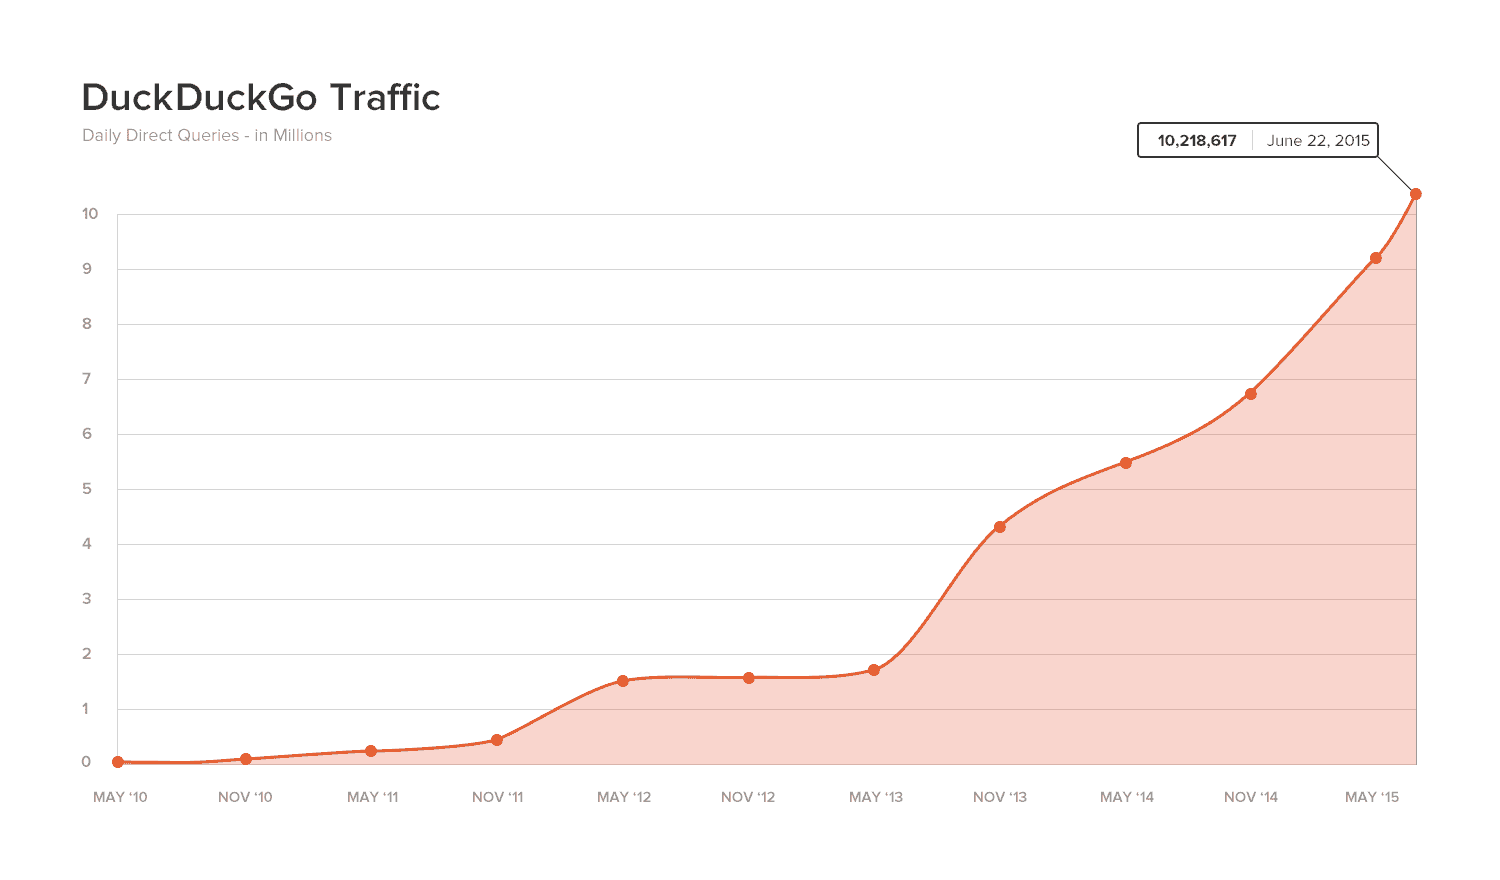 DuckDuckGo Traffic
Daily Direct Queries - in Millions
10,218,617 June 22, 2015
10
9
8
7
6
5
4
3
2
1
0
MAY ‘10 NOV ‘10 MAY ‘11 NOV ‘11 MAY ‘12 NOV ‘12 MAY ‘13 NOV ‘13 MAY ‘14 NOV ‘14 MAY ‘15